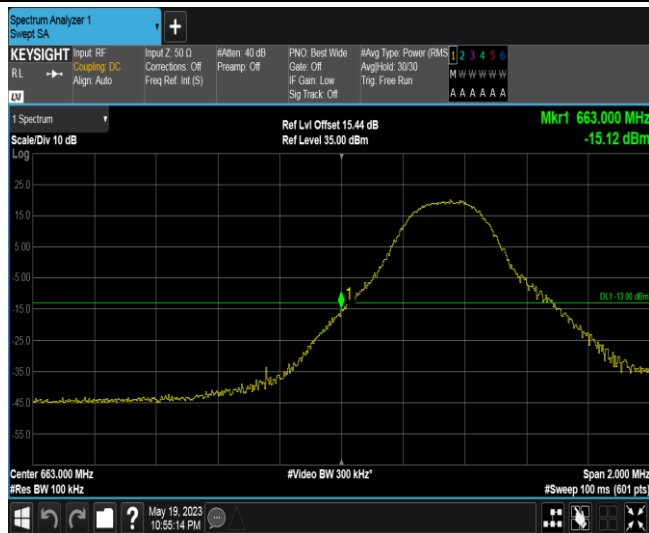 Spectrum Analyzer 1
Swept SA
+
KEYSIGHT
RL
LXI
Input: RF
Coupling: DC
Align: Auto
Input Z: 50 Ω
Corrections: Off
Freq Ref: Int (S)
#Atten: 40 dB
Preamp: Off
PNO: Best Wide
Gate: Off
IF Gain: Low
Sig Track: Off
#Avg Type: Power (RMS
Avg|Hold: 30/30
Trig: Free Run
1 2 3 4 5 6
M W W W W W
A A A A A A
1 Spectrum
Scale/Div 10 dB
Ref Lvl Offset 15.44 dB
Ref Level 35.00 dBm
Mkr1 663.000 MHz
-15.12 dBm
Log
25.0
15.0
5.00
-5.00
1
DL1 -13.00 dBm
-15.0
-25.0
-35.0
-45.0
-55.0
Center 663.000 MHz
#Video BW 300 kHz*
Span 2.000 MHz
#Res BW 100 kHz
#Sweep 100 ms (601 pts)
?
May 19, 2023
10:55:14 PM